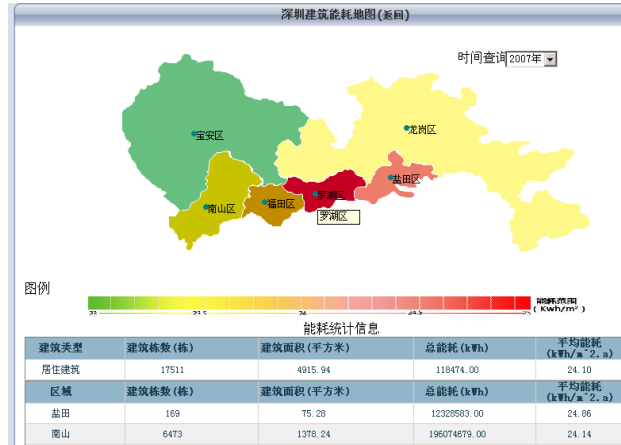 深圳建筑能耗地图(返回)
时间查询 2007年
龙岗区
宝安区
盐田区
罗湖区
福田区
南山区
罗湖区
图例
能耗范围
( Kwh/m² )
23 23.5 24 24.5 25
能耗统计信息
建筑类型 建筑栋数(栋) 建筑面积(平方米) 总能耗(kWh) 平均能耗(kWh/m^2.a)
居住建筑 17511 4915.94 118474.00 24.10
区域 建筑栋数(栋) 建筑面积(平方米) 总能耗(kWh) 平均能耗(kWh/m^2.a)
盐田 169 75.28 12328583.00 24.86
南山 6473 1378.24 196074679.00 24.14